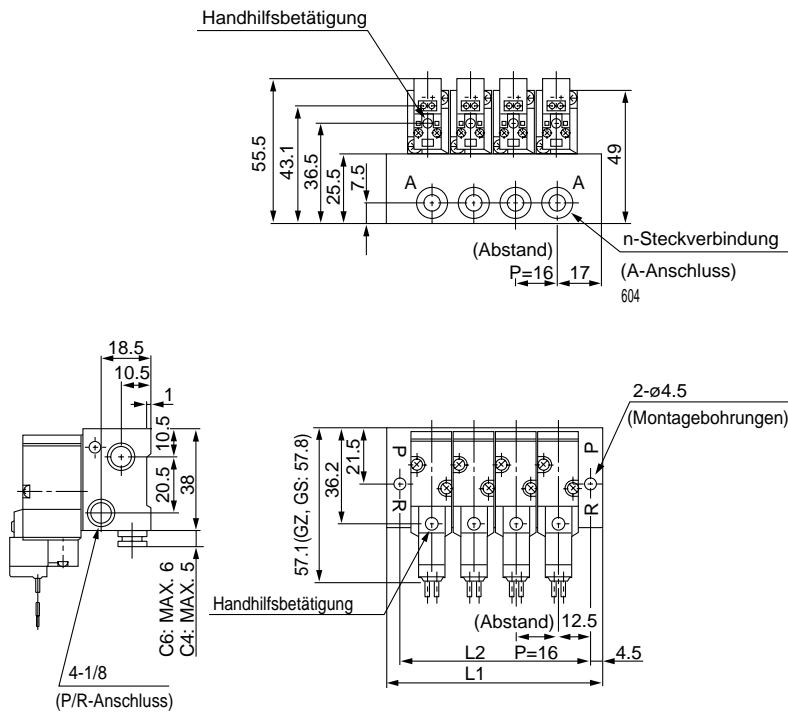 Handhilfsbetätigung
55.5
43.1
36.5
25.5
7.5
49
A
A
(Abstand)
P=16
17
n-Steckverbindung
(A-Anschluss)
604
18.5
10.5
1
10.5
20.5
38
C6: MAX. 6
C4: MAX. 5
4-1/8
(P/R-Anschluss)
2-ø4.5
(Montagebohrungen)
57.1(GZ, GS: 57.8)
36.2
21.5
P
R
P
R
Handhilfsbetätigung
(Abstand)
12.5
L2
P=16
4.5
L1